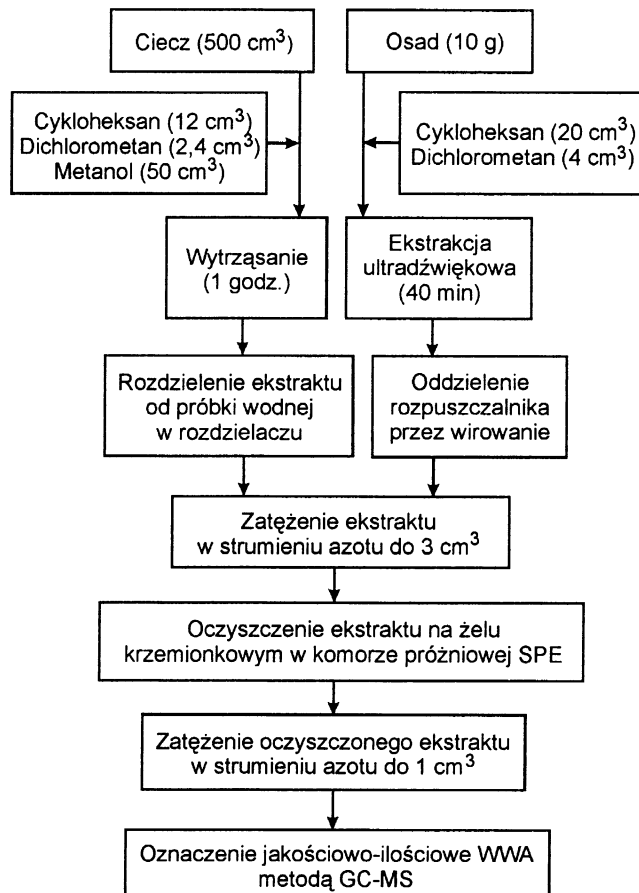 Ciecz (500 cm³)
Osad (10 g)
Cykloheksan (12 cm³)
Dichlorometan (2,4 cm³)
Metanol (50 cm³)
Cykloheksan (20 cm³)
Dichlorometan (4 cm³)
Wytrząsanie
(1 godz.)
Ekstrakcja
ultradźwiękowa
(40 min)
Rozdzielenie ekstraktu
od próbki wodnej
w rozdzielaczu
Oddzielenie
rozpuszczalnika
przez wirowanie
Zatężenie ekstraktu
w strumieniu azotu do 3 cm³
Oczyszczenie ekstraktu na żelu
krzemionkowym w komorze próżniowej SPE
Zatężenie oczyszczonego ekstraktu
w strumieniu azotu do 1 cm³
Oznaczenie jakościowo-ilościowe WWA
metodą GC-MS